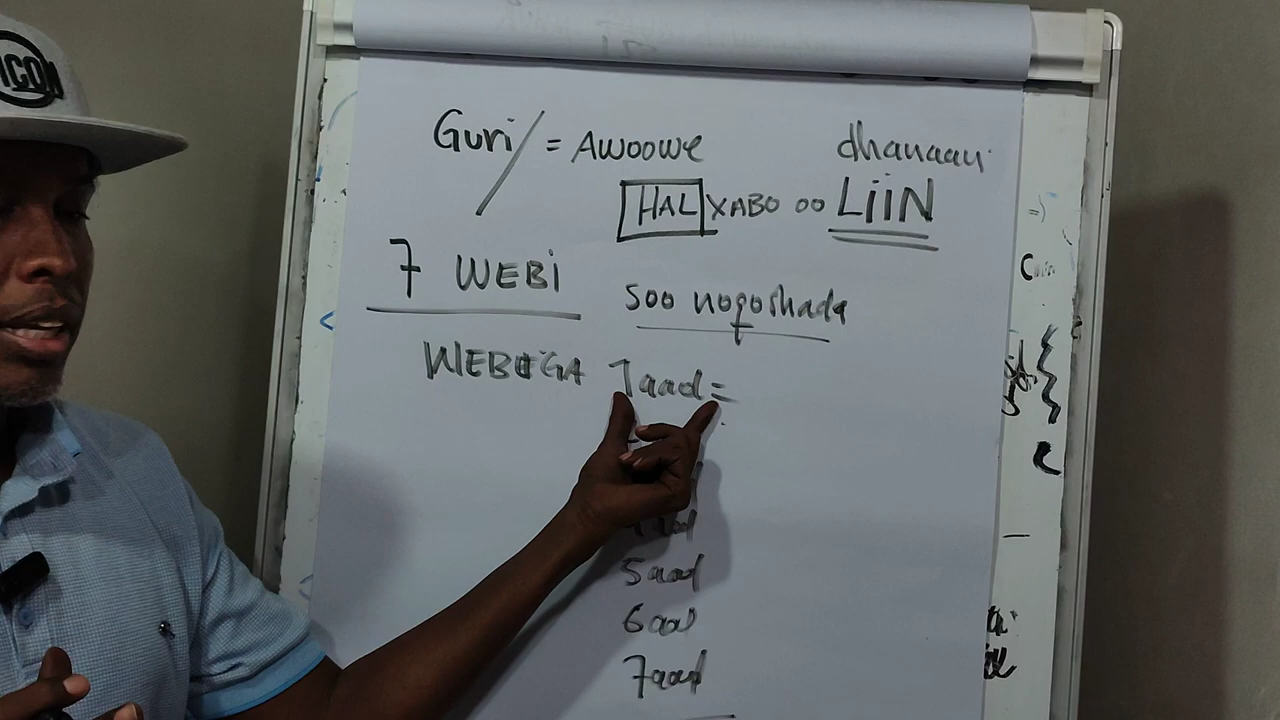 Guri / = AWOOWE
dhanaan
HAL XABO OO LiiN
7 WEBi
soo noqoshada
WEBIGA 1aad =
5aad
6aad
7aad